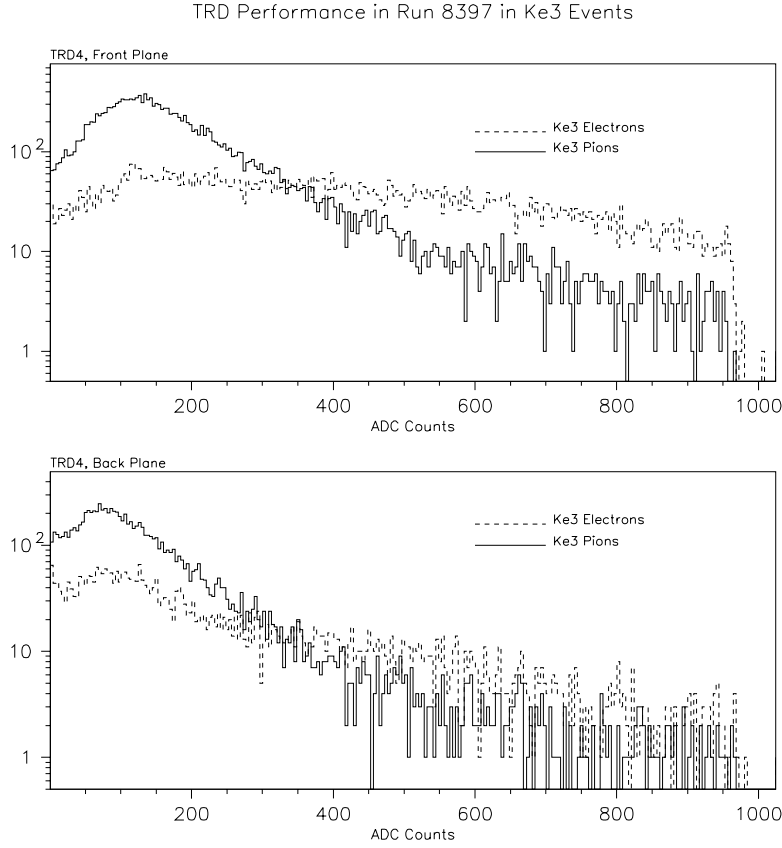 TRD Performance in Run 8397 in Ke3 Events
TRD4, Front Plane
Ke3 Electrons
Ke3 Pions
10 2
10
1
200 400 600 800 1000
ADC Counts
TRD4, Back Plane
Ke3 Electrons
Ke3 Pions
10 2
10
1
200 400 600 800 1000
ADC Counts